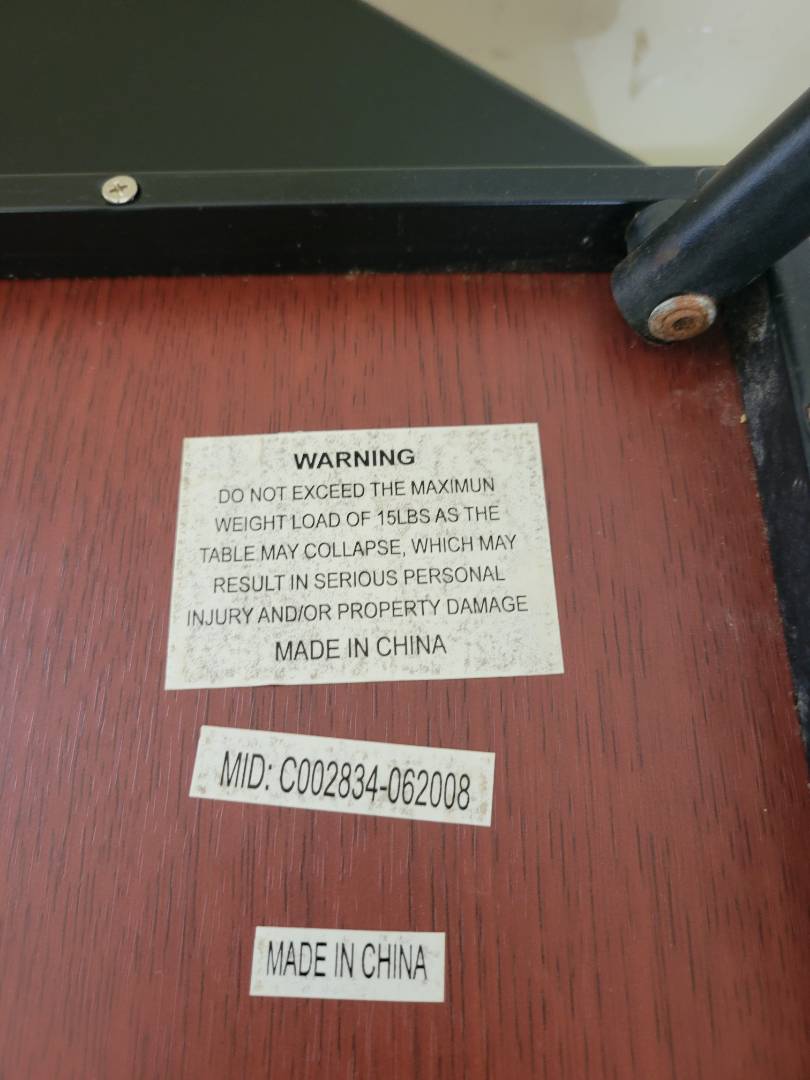 WARNING
DO NOT EXCEED THE MAXIMUN
WEIGHT LOAD OF 15LBS AS THE
TABLE MAY COLLAPSE, WHICH MAY
RESULT IN SERIOUS PERSONAL
INJURY AND/OR PROPERTY DAMAGE
MADE IN CHINA
MID: C002834-062008
MADE IN CHINA